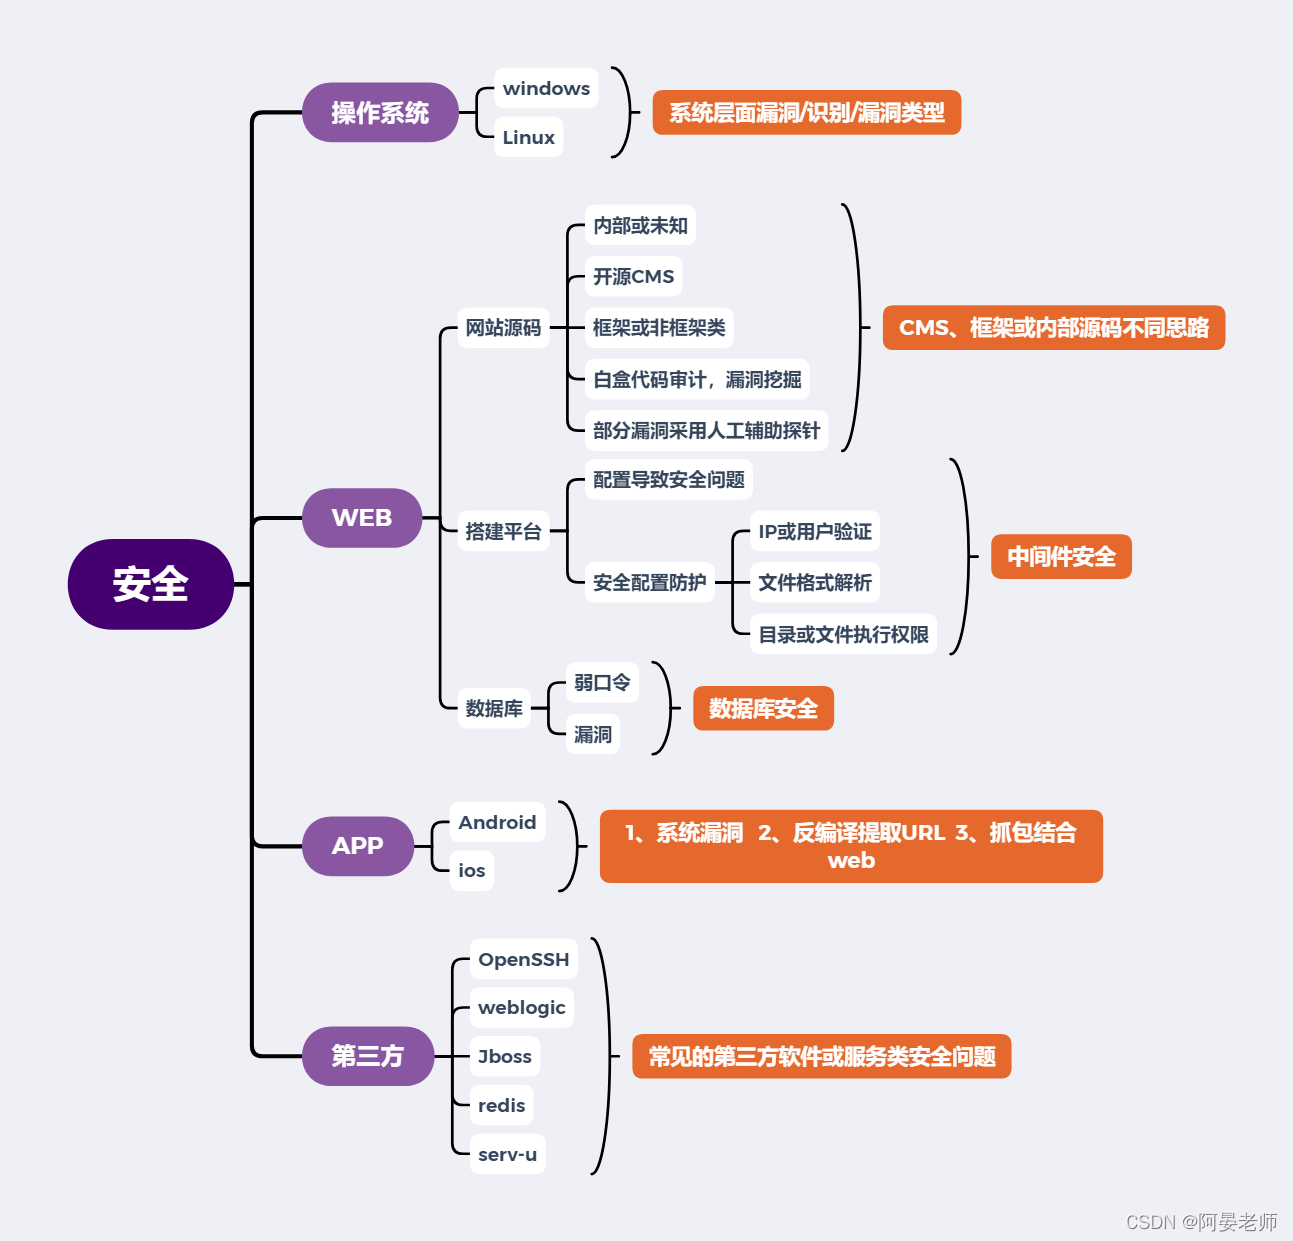 安全
操作系统
windows
Linux
系统层面漏洞/识别/漏洞类型
WEB
网站源码
内部或未知
开源CMS
框架或非框架类
白盒代码审计，漏洞挖掘
部分漏洞采用人工辅助探针
CMS、框架或内部源码不同思路
搭建平台
配置导致安全问题
安全配置防护
IP或用户验证
文件格式解析
目录或文件执行权限
中间件安全
数据库
弱口令
漏洞
数据库安全
APP
Android
ios
1、系统漏洞 2、反编译提取URL 3、抓包结合
web
第三方
OpenSSH
weblogic
Jboss
redis
serv-u
常见的第三方软件或服务类安全问题
CSDN @阿晏老师